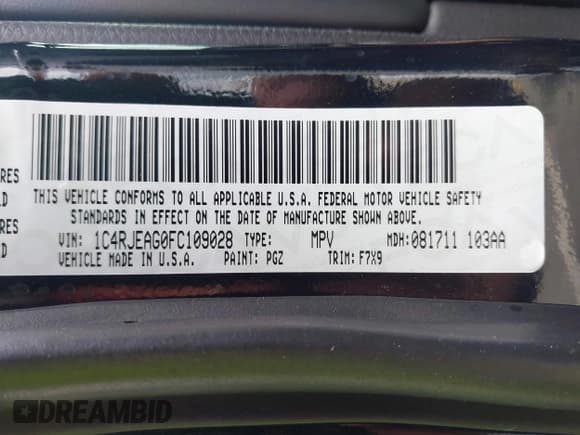 RES
LD
RES
D
THIS VEHICLE CONFORMS TO ALL APPLICABLE U.S.A. FEDERAL MOTOR VEHICLE SAFETY
STANDARDS IN EFFECT ON THE DATE OF MANUFACTURE SHOWN ABOVE.
VIN: 1C4RJEAG0FC109028 TYPE: MPV MDH:081711 103AA
VEHICLE MADE IN U.S.A. PAINT: PGZ TRIM:F7X9
DREAMBID